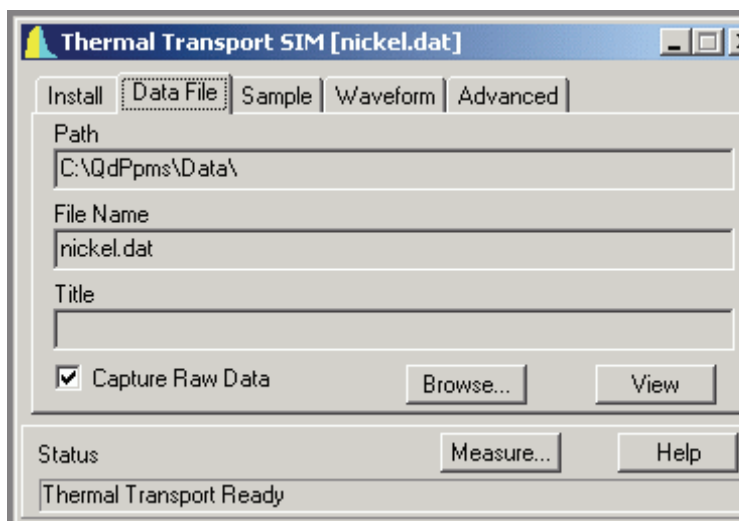 Thermal Transport SIM [nickel.dat]
Install Data File Sample Waveform Advanced
Path
C:\QdPpms\Data\
File Name
nickel.dat
Title
Capture Raw Data Browse... View
Status Measure... Help
Thermal Transport Ready